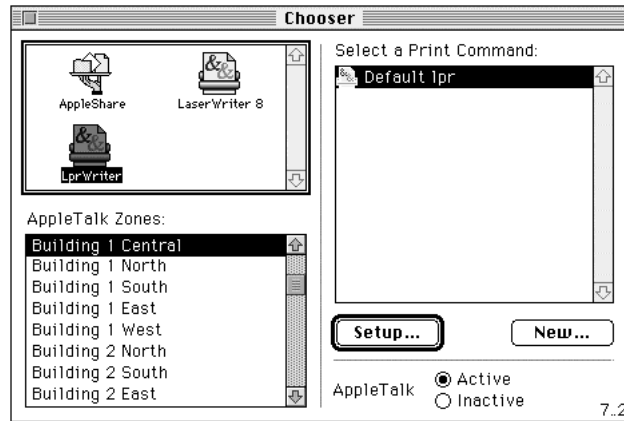 Chooser
AppleShare
LaserWriter 8
LprWriter
AppleTalk Zones:
Building 1 Central
Building 1 North
Building 1 South
Building 1 East
Building 1 West
Building 2 North
Building 2 South
Building 2 East
Select a Print Command:
Default lpr
Setup...
New...
AppleTalk
Active
Inactive
7.2